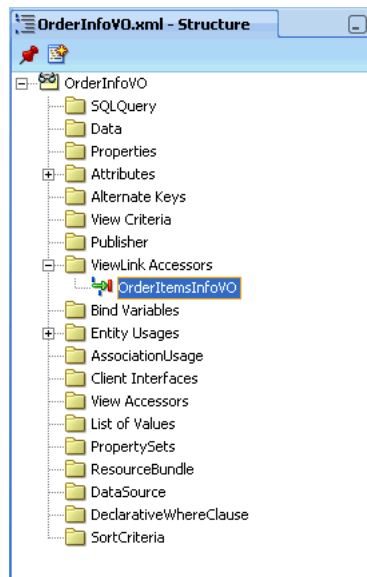 OrderInfoVO.xml - Structure
OrderInfoVO
SQLQuery
Data
Properties
Attributes
Alternate Keys
View Criteria
Publisher
ViewLink Accessors
OrderItemsInfoVO
Bind Variables
Entity Usages
AssociationUsage
Client Interfaces
View Accessors
List of Values
PropertySets
ResourceBundle
DataSource
DeclarativeWhereClause
SortCriteria